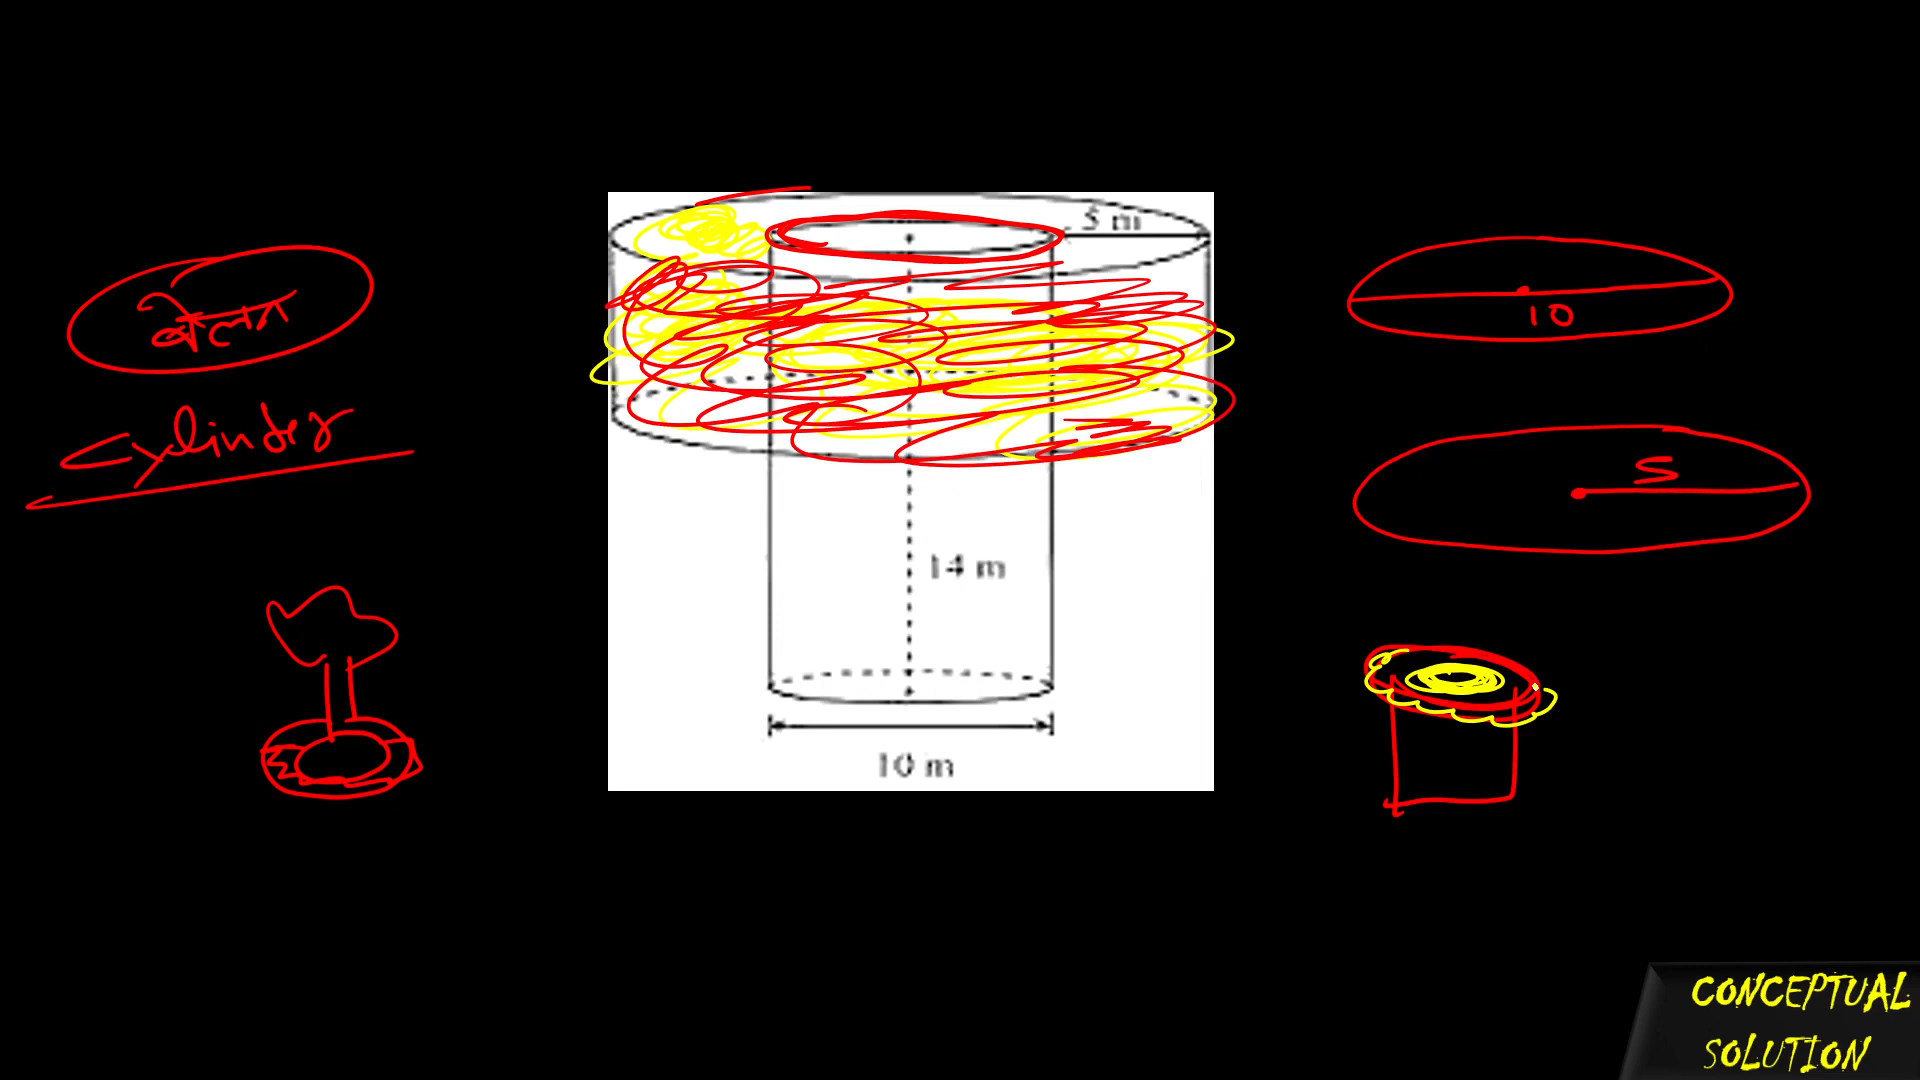 बेलन
cylinder
5 m
14 m
10 m
10
5
CONCEPTUAL
SOLUTION